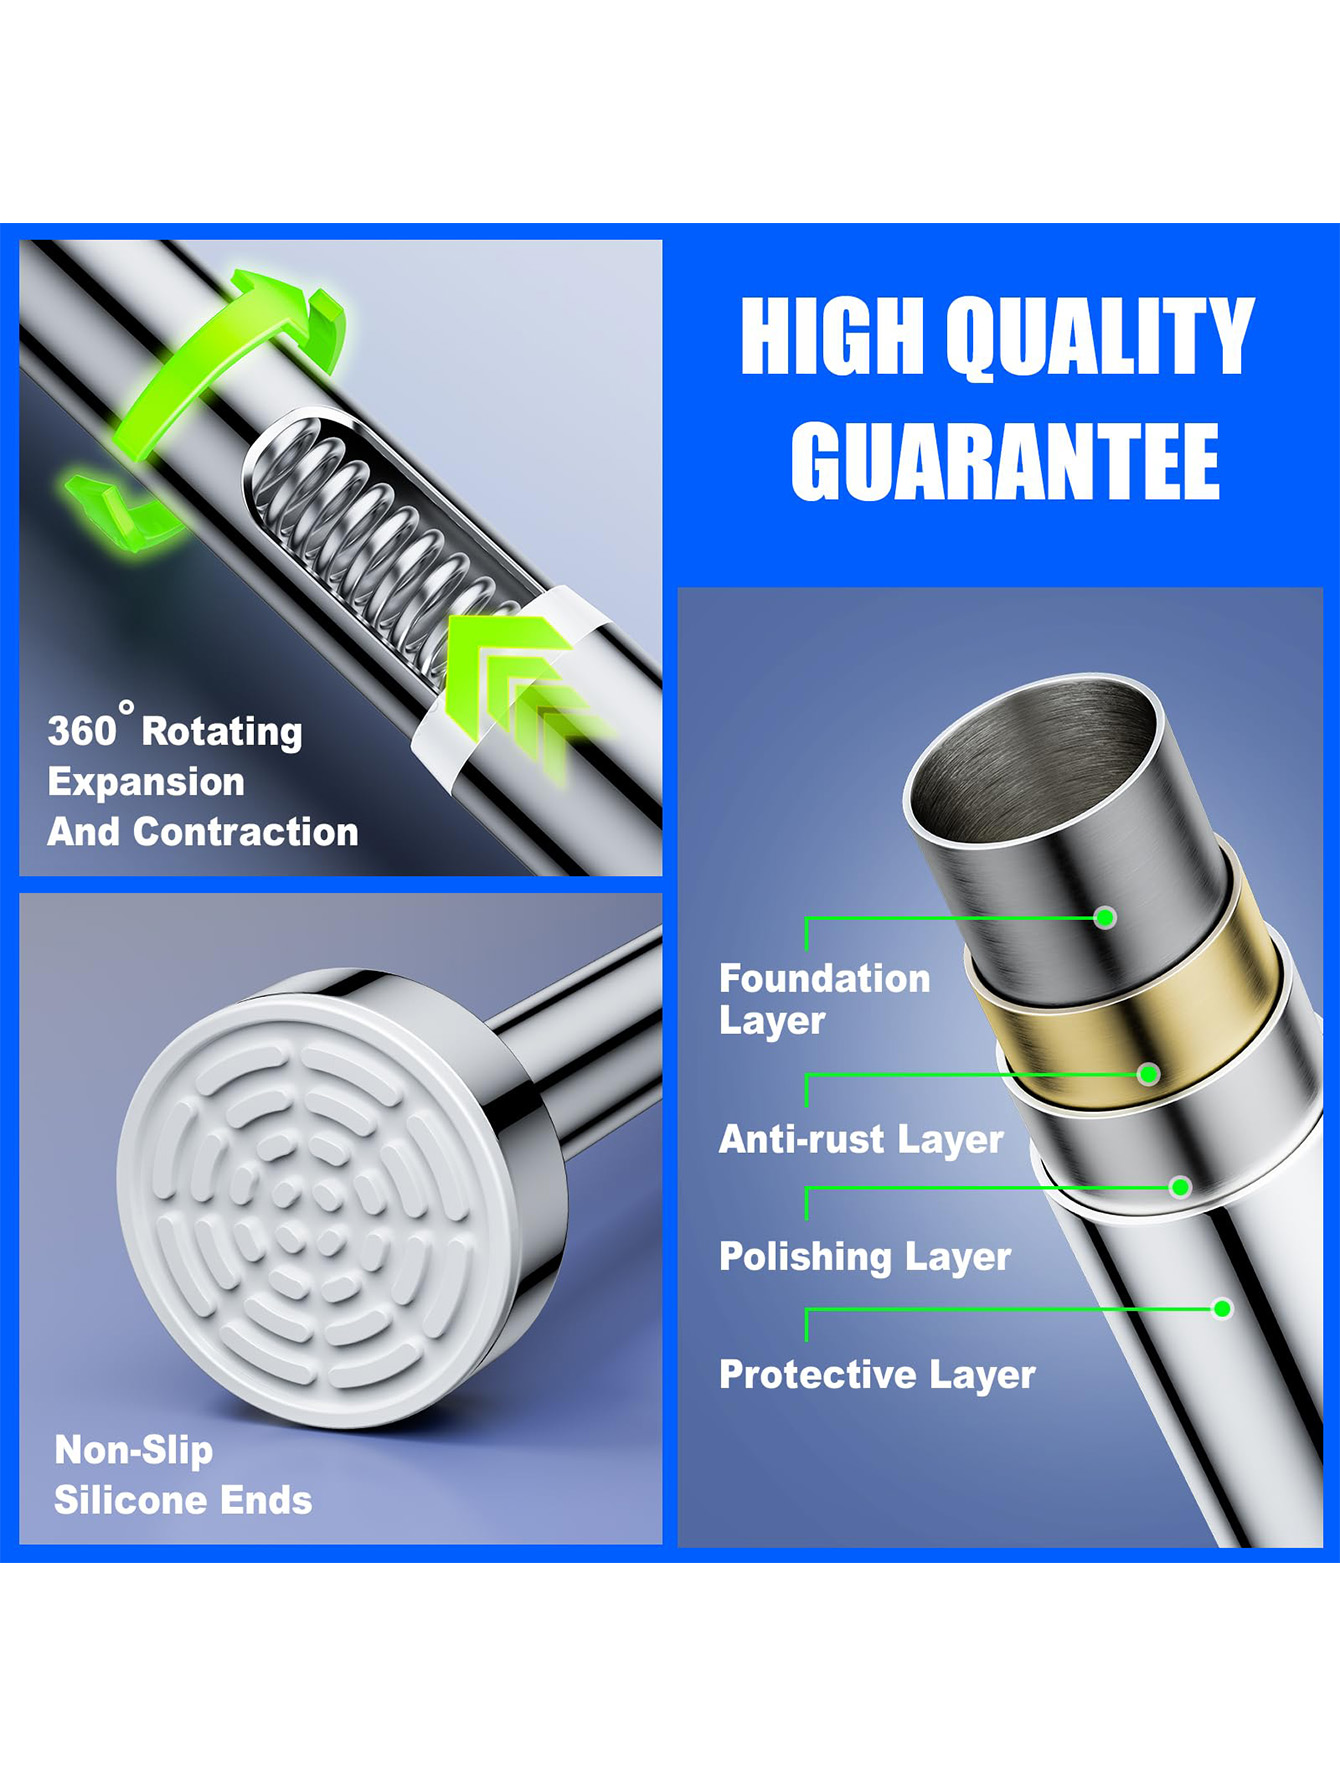 HIGH QUALITY
GUARANTEE
360° Rotating
Expansion
And Contraction
Non-Slip
Silicone Ends
Foundation
Layer
Anti-rust Layer
Polishing Layer
Protective Layer